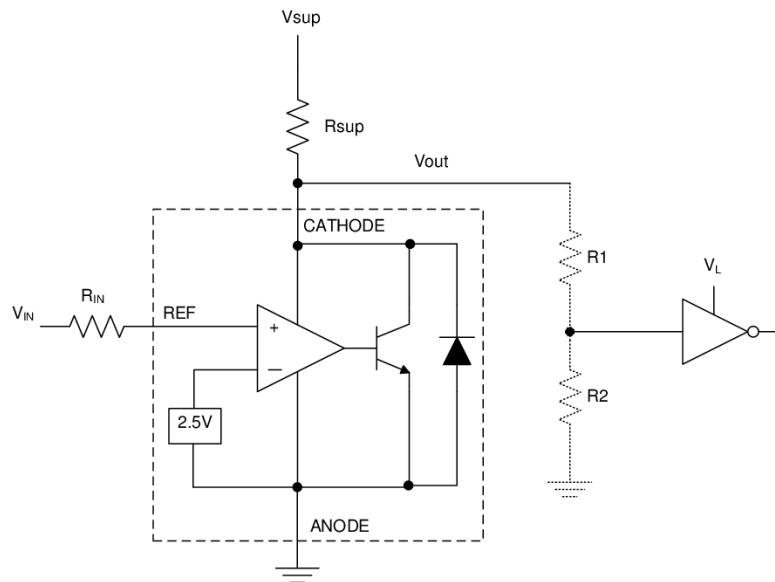 Vsup
Rsup
Vout
CATHODE
R1
VL
RIN
VIN
REF
+
−
2.5V
R2
ANODE